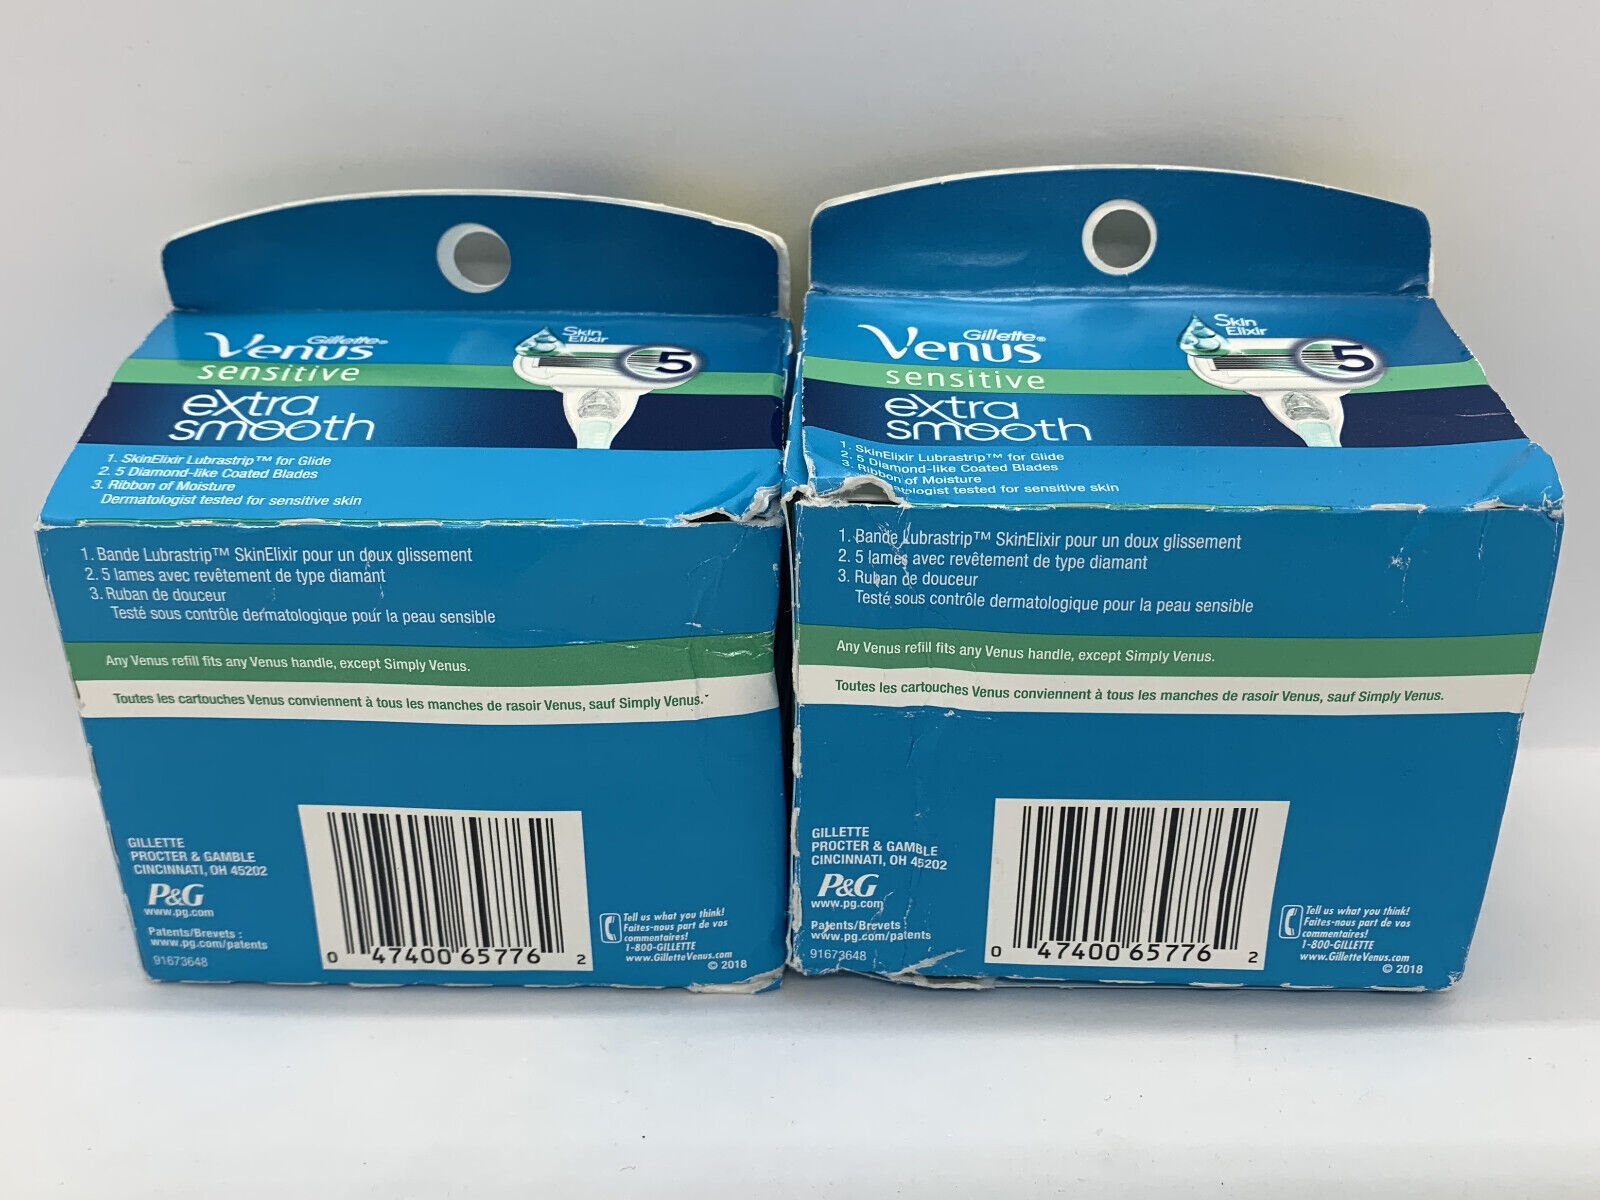 Gillette®
Venus
sensitive
extra
smooth
Skin
Elixir
5
1. SkinElixir Lubrastrip™ for Glide
2. 5 Diamond-like Coated Blades
3. Ribbon of Moisture
Dermatologist tested for sensitive skin
1. Bande Lubrastrip™ SkinElixir pour un doux glissement
2. 5 lames avec revêtement de type diamant
3. Ruban de douceur
Testé sous contrôle dermatologique pour la peau sensible
Any Venus refill fits any Venus handle, except Simply Venus.
Toutes les cartouches Venus conviennent à tous les manches de rasoir Venus, sauf Simply Venus.
GILLETTE
PROCTER & GAMBLE
CINCINNATI, OH 45202
P&G
www.pg.com
Patents/Brevets :
www.pg.com/patents
91673648
0 47400 65776 2
Tell us what you think!
Faites-nous part de vos
commentaires!
1-800-GILLETTE
www.GilletteVenus.com
© 2018
Gillette®
Venus
sensitive
extra
smooth
Skin
Elixir
5
1. SkinElixir Lubrastrip™ for Glide
2. 5 Diamond-like Coated Blades
3. Ribbon of Moisture
tested for sensitive skin
1. Bande Lubrastrip™ SkinElixir pour un doux glissement
2. 5 lames avec revêtement de type diamant
3. Ruban de douceur
Testé sous contrôle dermatologique pour la peau sensible
Any Venus refill fits any Venus handle, except Simply Venus.
Toutes les cartouches Venus conviennent à tous les manches de rasoir Venus, sauf Simply Venus.
GILLETTE
PROCTER & GAMBLE
CINCINNATI, OH 45202
P&G
www.pg.com
Patents/Brevets :
www.pg.com/patents
91673648
0 47400 65776 2
Tell us what you think!
Faites-nous part de vos
commentaires!
1-800-GILLETTE
www.GilletteVenus.com
© 2018